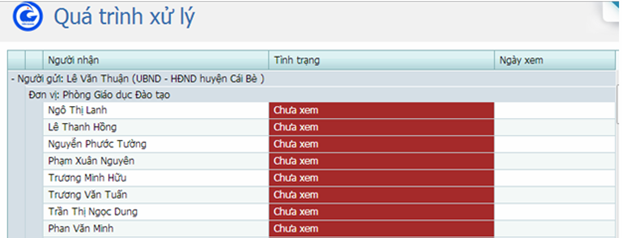 Quá trình xử lý
Người nhận Tình trạng Ngày xem
- Người gửi: Lê Văn Thuận (UBND - HĐND huyện Cái Bè )
Đơn vị: Phòng Giáo dục Đào tạo
Ngô Thị Lanh Chưa xem
Lê Thanh Hồng Chưa xem
Nguyễn Phước Tường Chưa xem
Phạm Xuân Nguyên Chưa xem
Trương Minh Hữu Chưa xem
Trương Văn Tuấn Chưa xem
Trần Thị Ngọc Dung Chưa xem
Phan Văn Minh Chưa xem